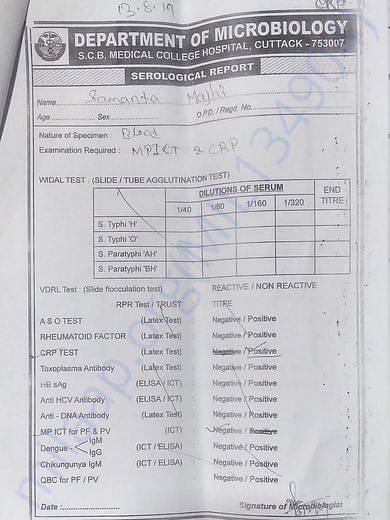 13.8.19
CRP
DEPARTMENT OF MICROBIOLOGY
S.C.B. MEDICAL COLLEGE HOSPITAL, CUTTACK - 753007
SEROLOGICAL REPORT
Name Samanta Majhi
Age Sex O.P.D. / Regd. No.
Nature of Specimen : Blood
Examination Required : MPICT & CRP
WIDAL TEST : (SLIDE / TUBE AGGLUTINATION TEST)
DILUTIONS OF SERUM END TITRE
1/40 1/80 1/160 1/320
S. Typhi 'H'
S. Typhi 'O'
S. Paratyphi 'AH'
S. Paratyphi 'BH'
VDRL Test : (Slide flocculation test) REACTIVE / NON REACTIVE
RPR Test / TRUST TITRE
A S O TEST (Latex Test) Negative / Positive
RHEUMATOID FACTOR (Latex Test) Negative / Positive
CRP TEST (Latex Test) Negative / Positive
Toxoplasma Antibody (Latex Test) Negative / Positive
HB sAg (ELISA / ICT) Negative / Positive
Anti HCV Antibody (ELISA / ICT) Negative / Positive
Anti - DNA Antibody (Latex Test) Negative / Positive
MP ICT for PF & PV (ICT) Negative / Positive
Dengue - IgM
IgG (ICT / ELISA) Negative / Positive
Chikungunya IgM (ICT / ELISA) Negative / Positive
QBC for PF / PV Negative / Positive
Date : Signature of Microbiologist